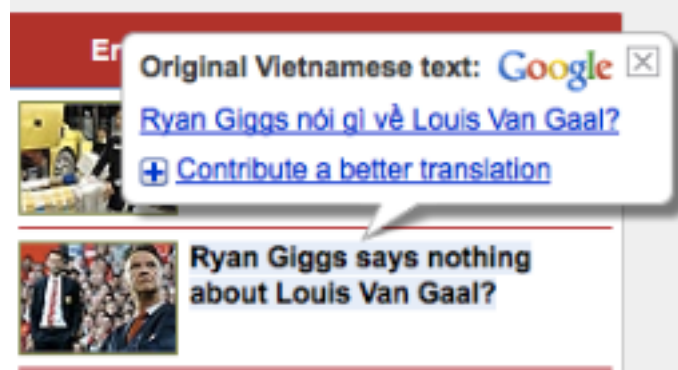 Er
Original Vietnamese text: Google
Ryan Giggs nói gì về Louis Van Gaal?
Contribute a better translation
Ryan Giggs says nothing
about Louis Van Gaal?